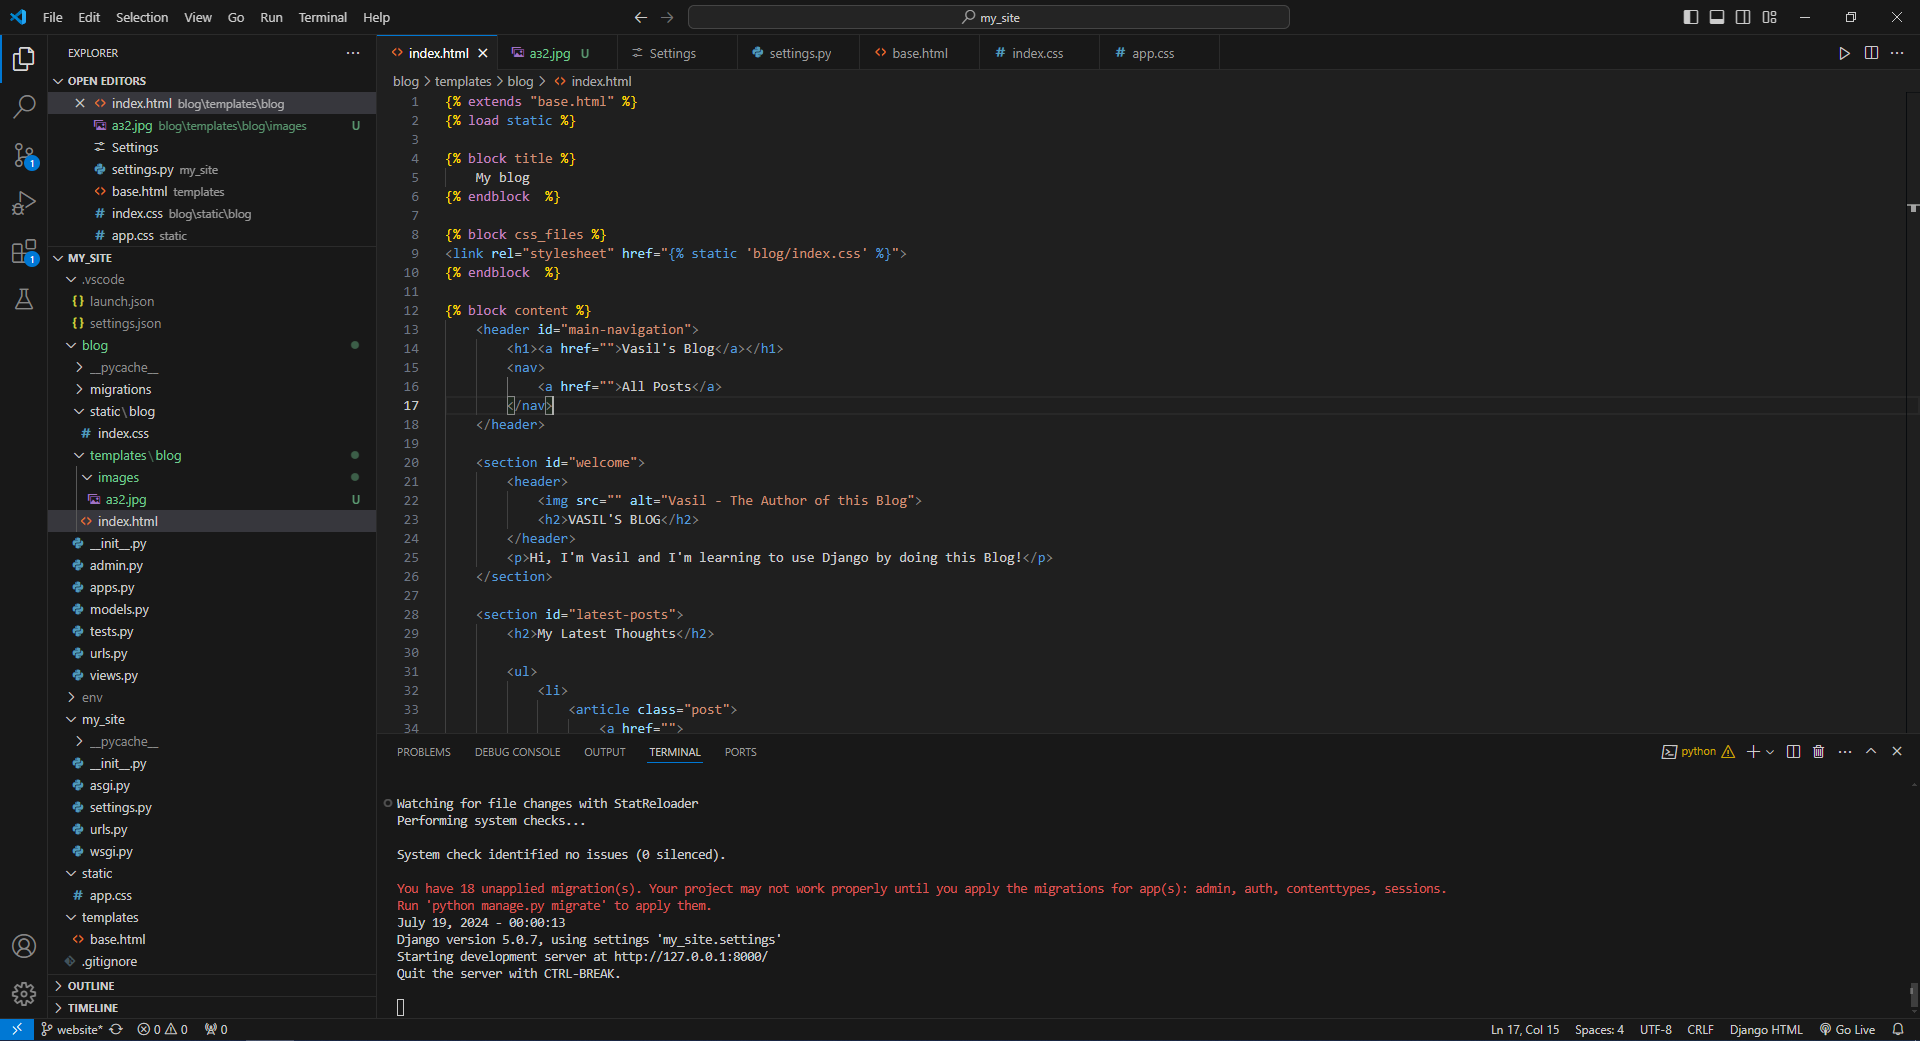 File Edit Selection View Go Run Terminal Help
my_site
EXPLORER
OPEN EDITORS
index.html blog\templates\blog
аз2.jpg blog\templates\blog\images U
Settings
settings.py my_site
base.html templates
index.css blog\static\blog
app.css static
MY_SITE
.vscode
launch.json
settings.json
blog
__pycache__
migrations
static\blog
index.css
templates\blog
images
аз2.jpg U
index.html
__init__.py
admin.py
apps.py
models.py
tests.py
urls.py
views.py
env
my_site
__pycache__
__init__.py
asgi.py
settings.py
urls.py
wsgi.py
static
app.css
templates
base.html
.gitignore
OUTLINE
TIMELINE
index.html аз2.jpg U Settings settings.py base.html index.css app.css
blog > templates > blog > index.html
1 {% extends "base.html" %}
2 {% load static %}
3
4 {% block title %}
5 My blog
6 {% endblock  %}
7
8 {% block css_files %}
9 <link rel="stylesheet" href="{% static 'blog/index.css' %}">
10 {% endblock  %}
11
12 {% block content %}
13 <header id="main-navigation">
14 <h1><a href="">Vasil's Blog</a></h1>
15 <nav>
16 <a href="">All Posts</a>
17 </nav>
18 </header>
19
20 <section id="welcome">
21 <header>
22 <img src="" alt="Vasil - The Author of this Blog">
23 <h2>VASIL'S BLOG</h2>
24 </header>
25 <p>Hi, I'm Vasil and I'm learning to use Django by doing this Blog!</p>
26 </section>
27
28 <section id="latest-posts">
29 <h2>My Latest Thoughts</h2>
30
31 <ul>
32 <li>
33 <article class="post">
34 <a href="">
PROBLEMS DEBUG CONSOLE OUTPUT TERMINAL PORTS
python
Watching for file changes with StatReloader
Performing system checks...
System check identified no issues (0 silenced).
You have 18 unapplied migration(s). Your project may not work properly until you apply the migrations for app(s): admin, auth, contenttypes, sessions.
Run 'python manage.py migrate' to apply them.
July 19, 2024 - 00:00:13
Django version 5.0.7, using settings 'my_site.settings'
Starting development server at http://127.0.0.1:8000/
Quit the server with CTRL-BREAK.
1
1
website* 0 0 0
Ln 17, Col 15 Spaces: 4 UTF-8 CRLF Django HTML Go Live